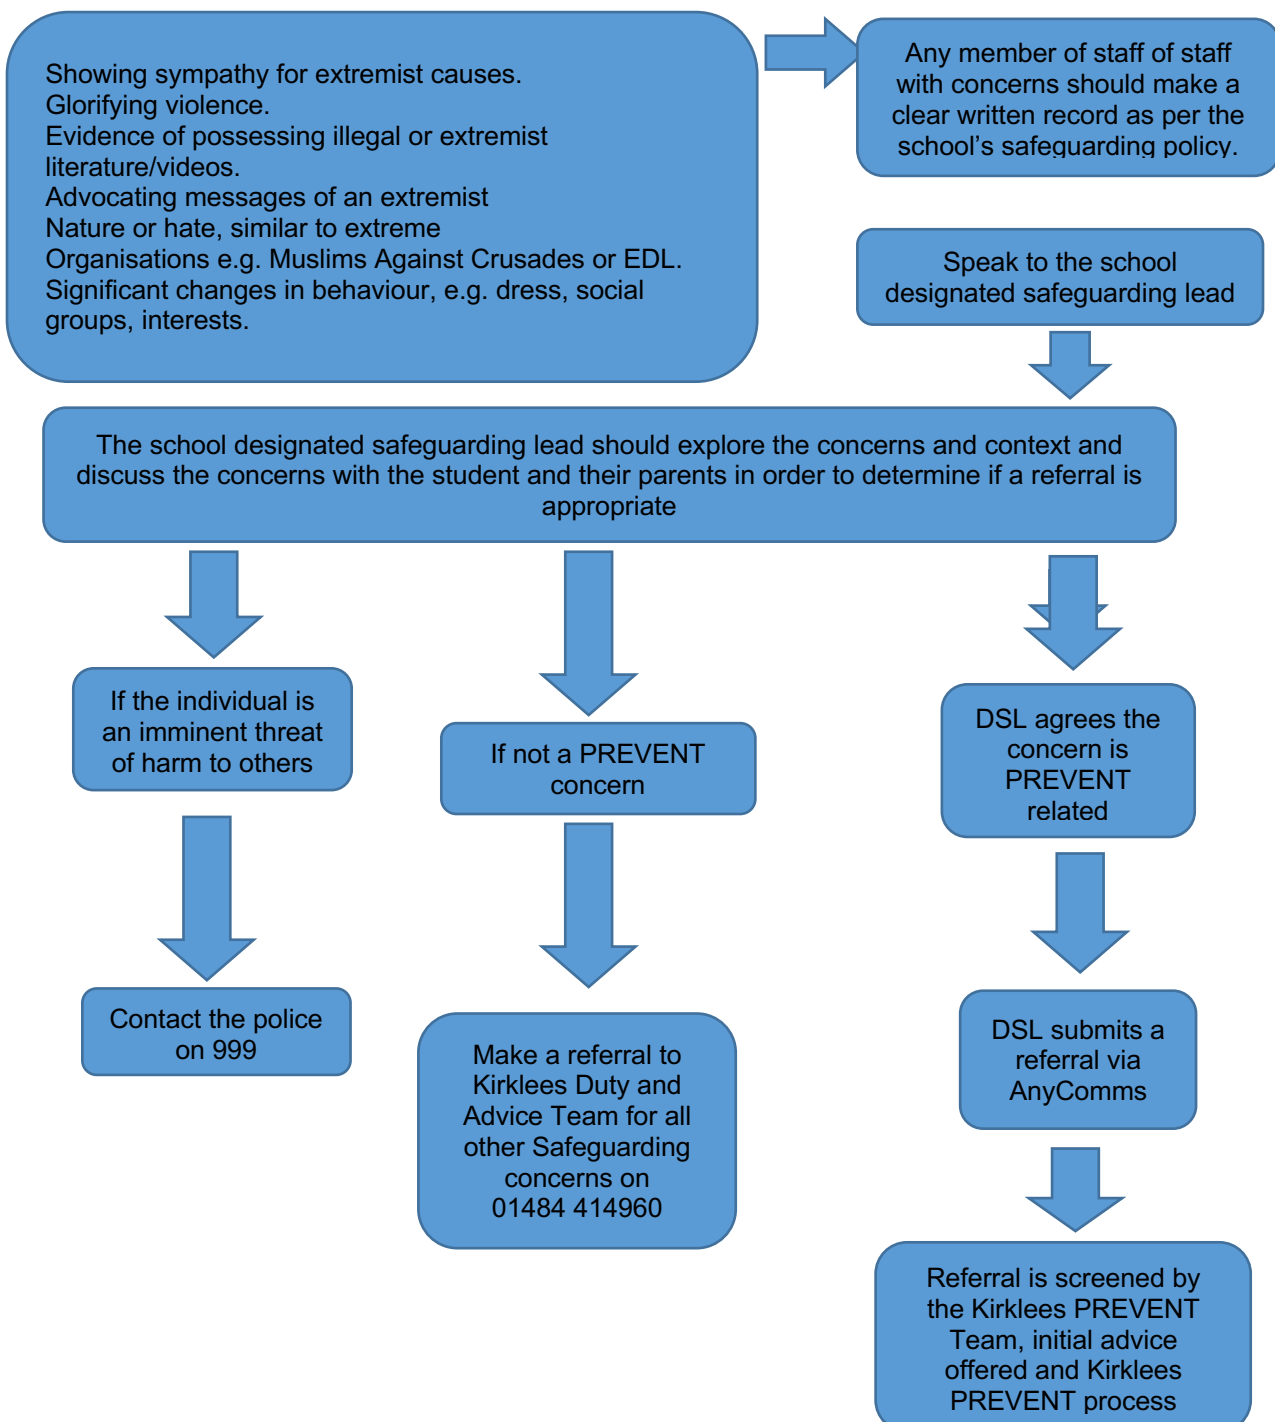 Showing sympathy for extremist causes.
Glorifying violence.
Evidence of possessing illegal or extremist
literature/videos.
Advocating messages of an extremist
Nature or hate, similar to extreme
Organisations e.g. Muslims Against Crusades or EDL.
Significant changes in behaviour, e.g. dress, social
groups, interests.
Any member of staff of staff
with concerns should make a
clear written record as per the
school’s safeguarding policy.
Speak to the school
designated safeguarding lead
The school designated safeguarding lead should explore the concerns and context and
discuss the concerns with the student and their parents in order to determine if a referral is
appropriate
If the individual is
an imminent threat
of harm to others
Contact the police
on 999
If not a PREVENT
concern
Make a referral to
Kirklees Duty and
Advice Team for all
other Safeguarding
concerns on
01484 414960
DSL agrees the
concern is
PREVENT
related
DSL submits a
referral via
AnyComms
Referral is screened by
the Kirklees PREVENT
Team, initial advice
offered and Kirklees
PREVENT process